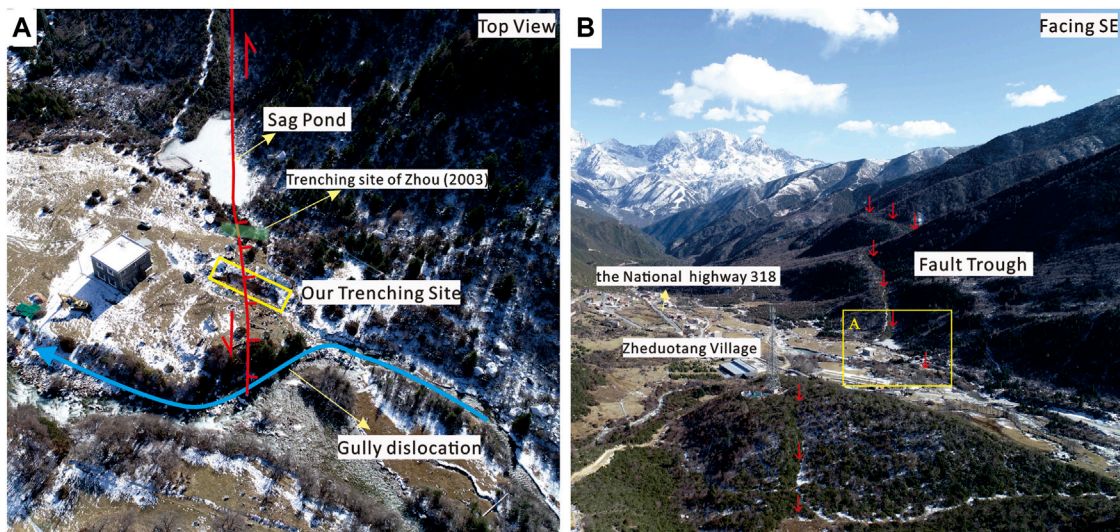 A
Top View
Sag Pond
Trenching site of Zhou (2003)
Our Trenching Site
Gully dislocation
B
Facing SE
Fault Trough
the National highway 318
A
Zheduotang Village